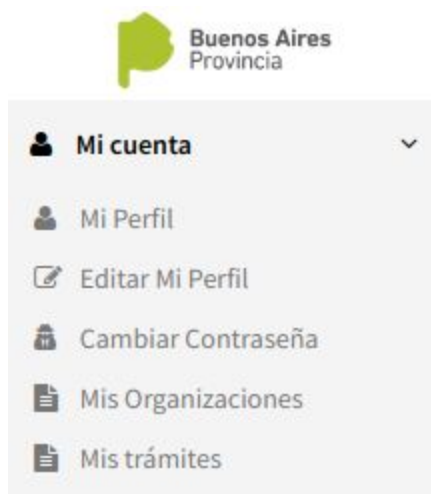 Buenos Aires
Provincia
Mi cuenta
Mi Perfil
Editar Mi Perfil
Cambiar Contraseña
Mis Organizaciones
Mis trámites